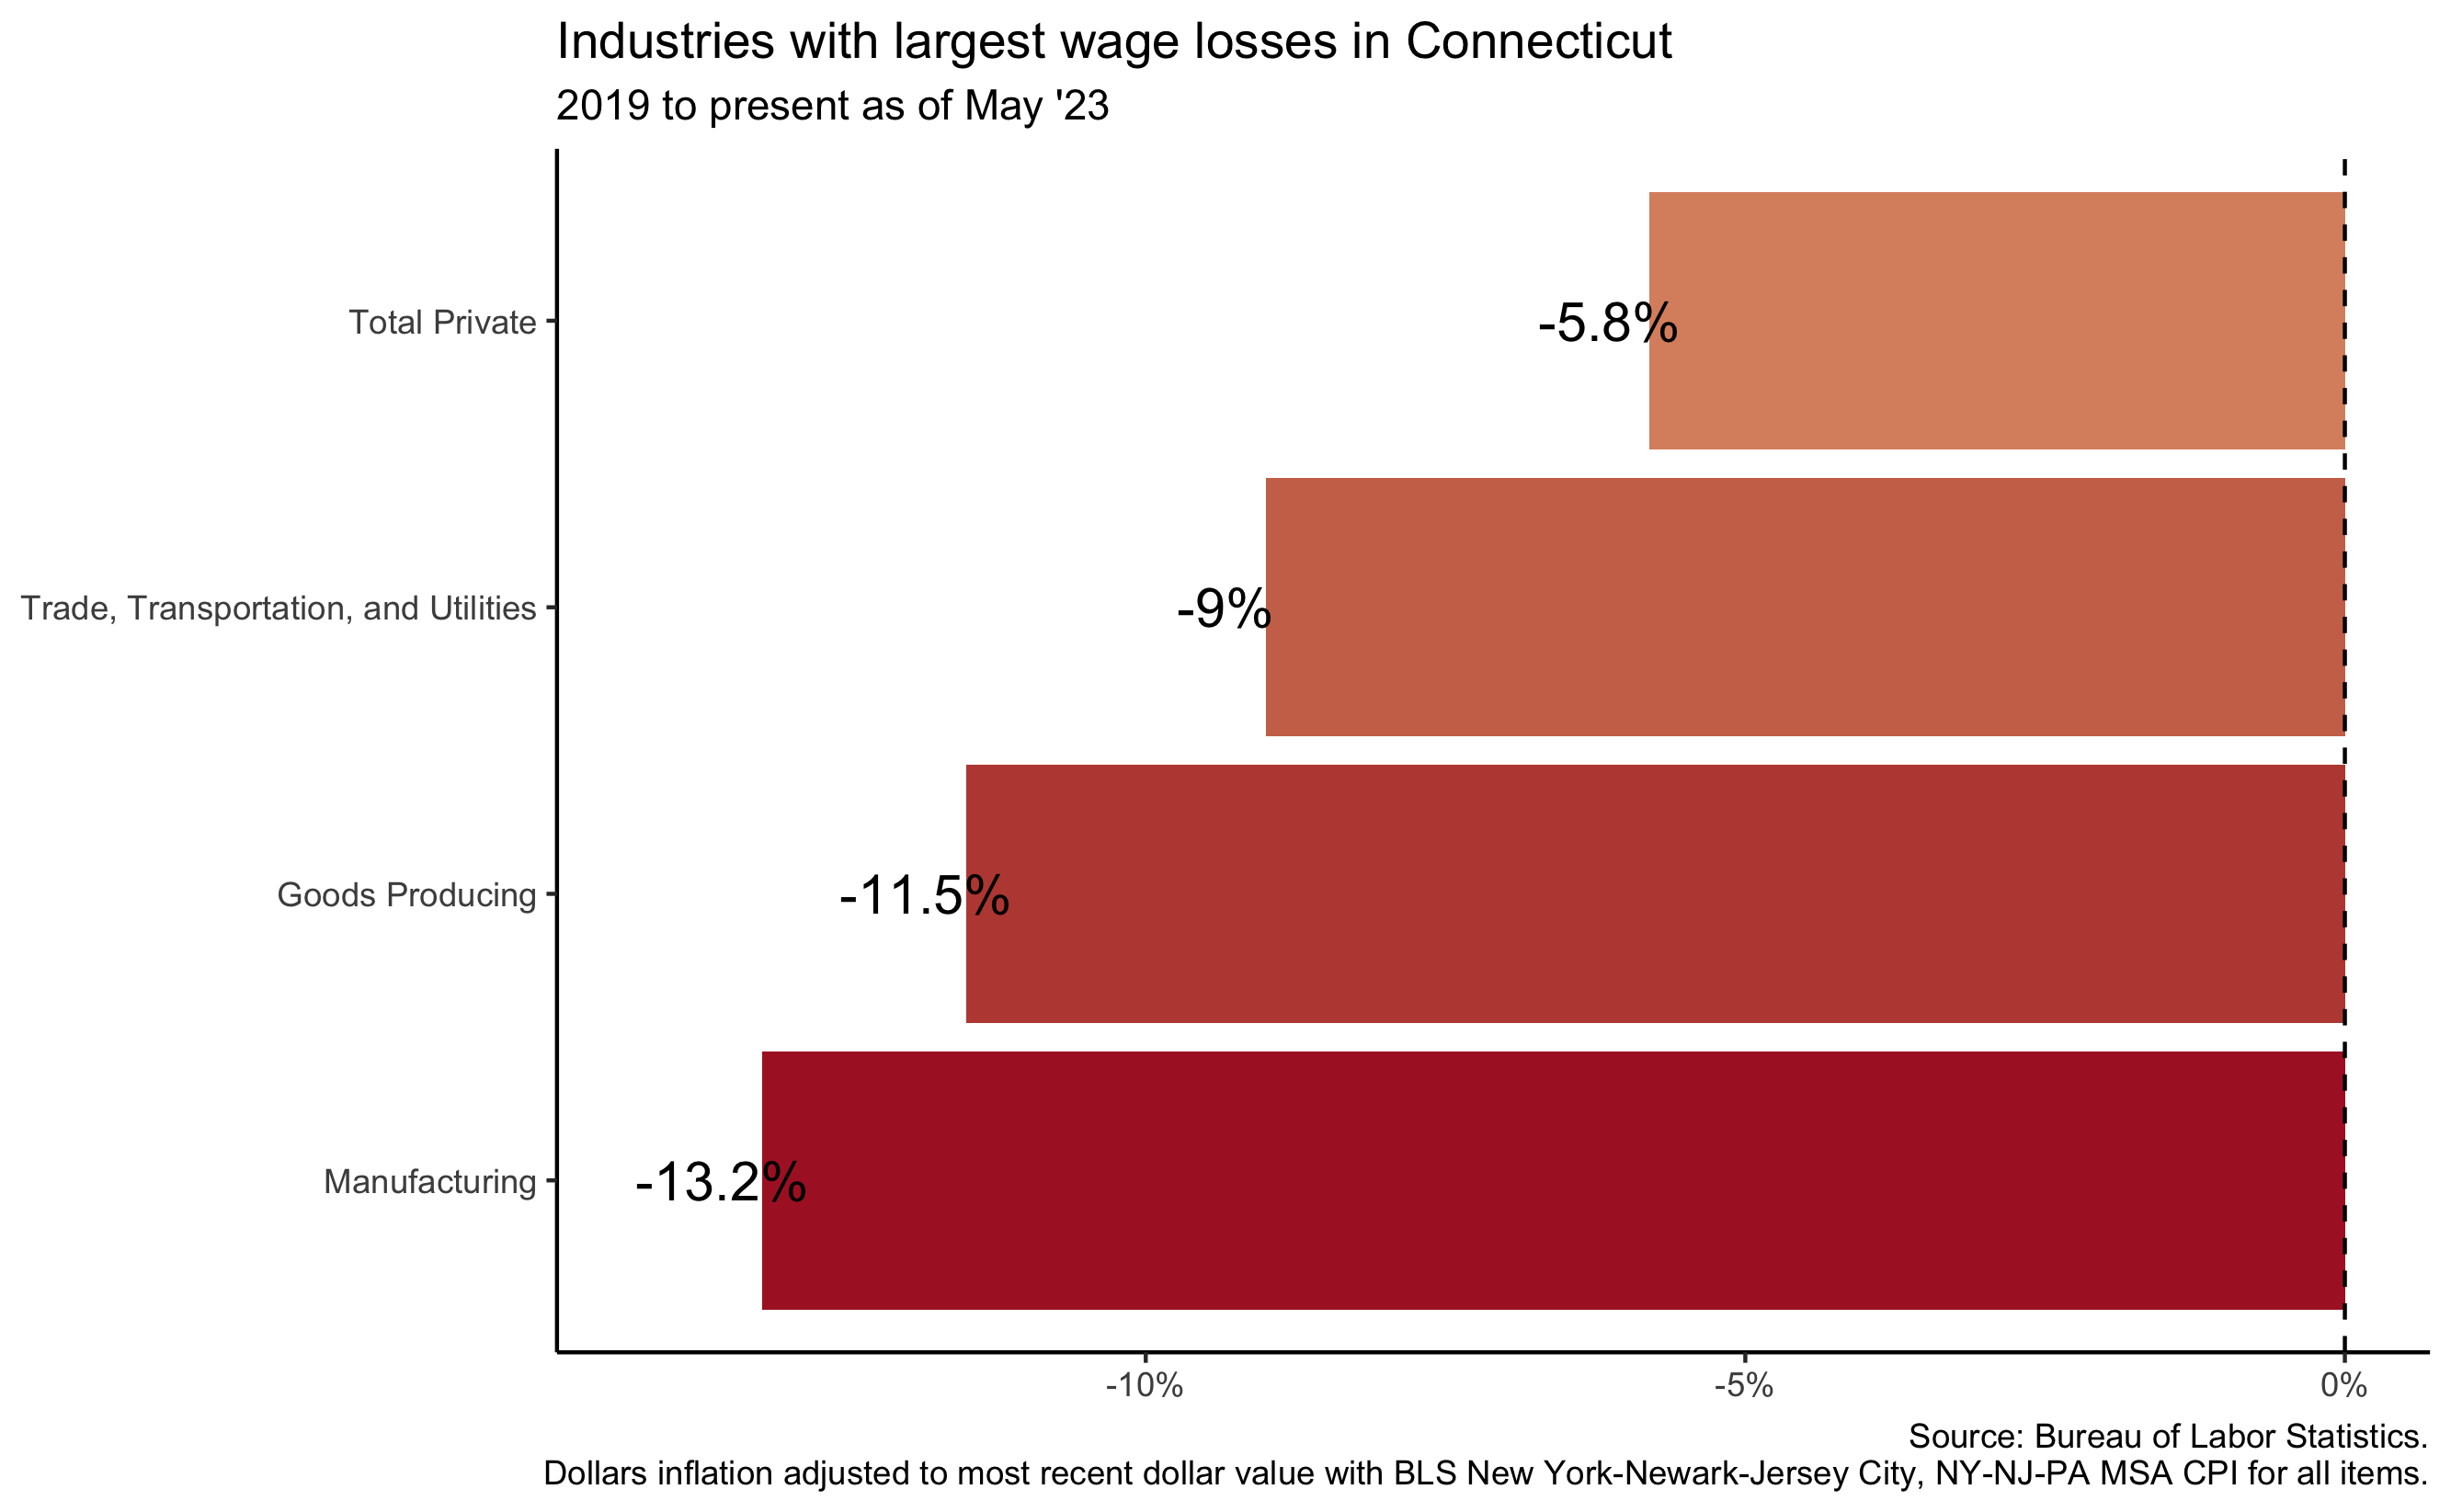 Industries with largest wage losses in Connecticut
2019 to present as of May '23
Total Private
-5.8%
Trade, Transportation, and Utilities
-9%
Goods Producing
-11.5%
Manufacturing
-13.2%
-10%
-5%
0%
Source: Bureau of Labor Statistics.
Dollars inflation adjusted to most recent dollar value with BLS New York-Newark-Jersey City, NY-NJ-PA MSA CPI for all items.